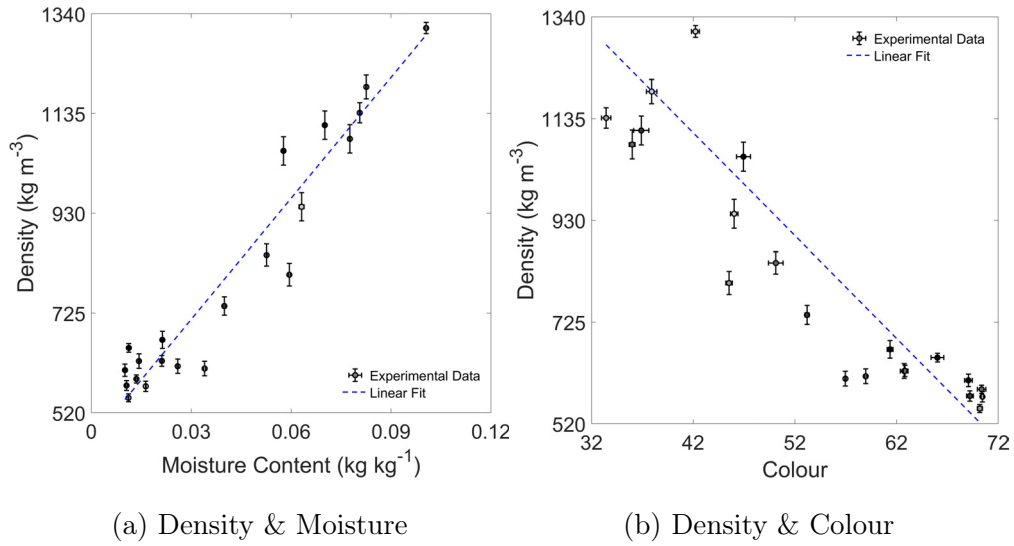 1340
1135
930
725
520
Density (kg m-3)
0 0.03 0.06 0.09 0.12
Moisture Content (kg kg-1)
Experimental Data
Linear Fit
(a) Density & Moisture
1340
1135
930
725
520
Density (kg m-3)
32 42 52 62 72
Colour
Experimental Data
Linear Fit
(b) Density & Colour